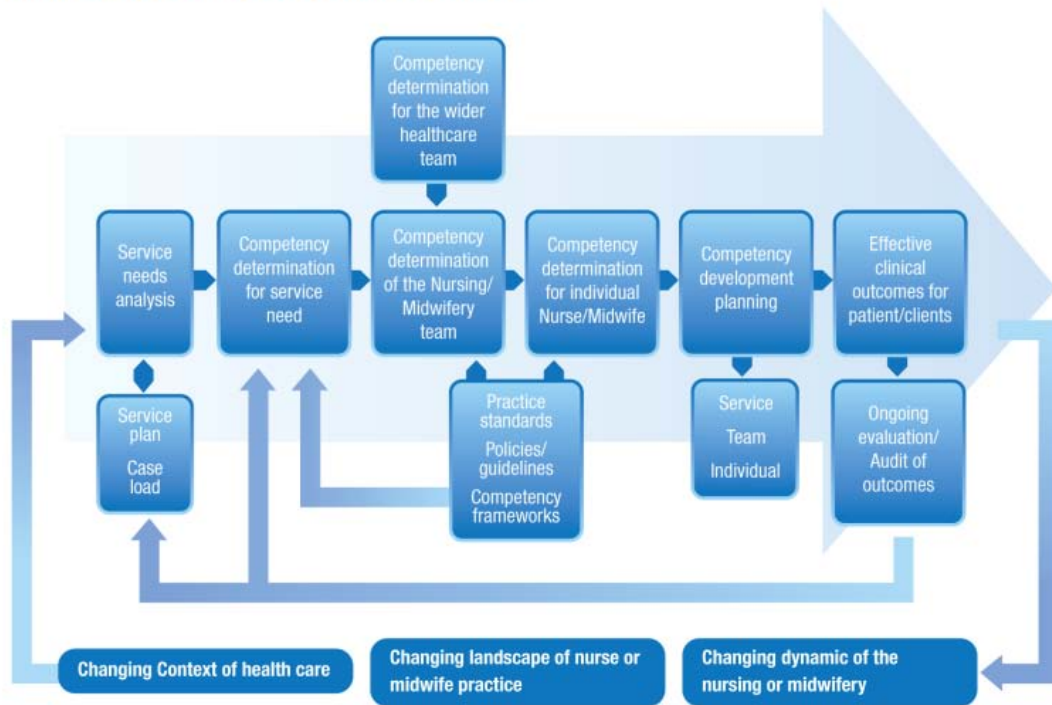 Competency
determination
for the wider
healthcare
team
Service
needs
analysis
Competency
determination
for service
need
Competency
determination
of the Nursing/
Midwifery
team
Competency
determination
for individual
Nurse/Midwife
Competency
development
planning
Effective
clinical
outcomes for
patient/clients
Service
plan
Case
load
Practice
standards
Policies/
guidelines
Competency
frameworks
Service
Team
Individual
Ongoing
evaluation/
Audit of
outcomes
Changing Context of health care
Changing landscape of nurse or
midwife practice
Changing dynamic of the
nursing or midwifery